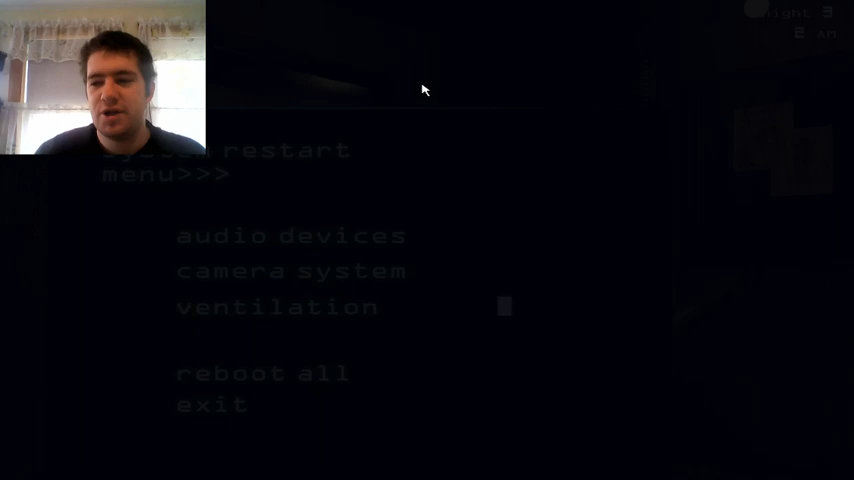 night 3
2 AM
system restart
menu>>>
audio devices
camera system
ventilation
reboot all
exit